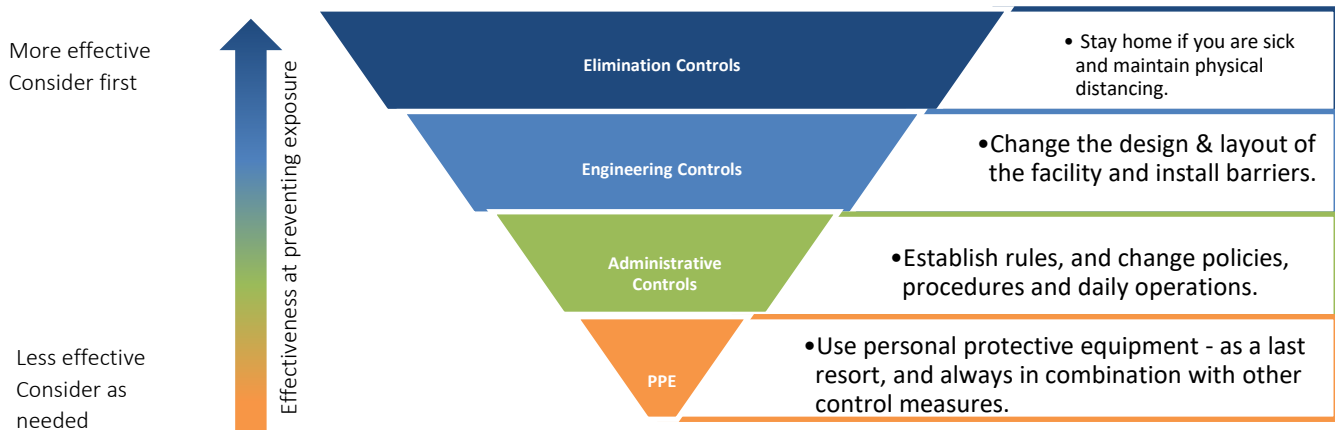 More effective
Consider first
Less effective
Consider as
needed
Effectiveness at preventing exposure
Elimination Controls
• Stay home if you are sick
and maintain physical
distancing.
Engineering Controls
•Change the design & layout of
the facility and install barriers.
Administrative
Controls
•Establish rules, and change policies,
procedures and daily operations.
PPE
•Use personal protective equipment - as a last
resort, and always in combination with other
control measures.